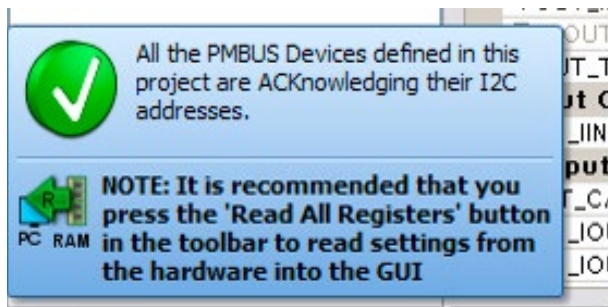 All the PMBUS Devices defined in this
project are ACKnowledging their I2C
addresses.
NOTE: It is recommended that you
press the 'Read All Registers' button
in the toolbar to read settings from
the hardware into the GUI
R
PC RAM